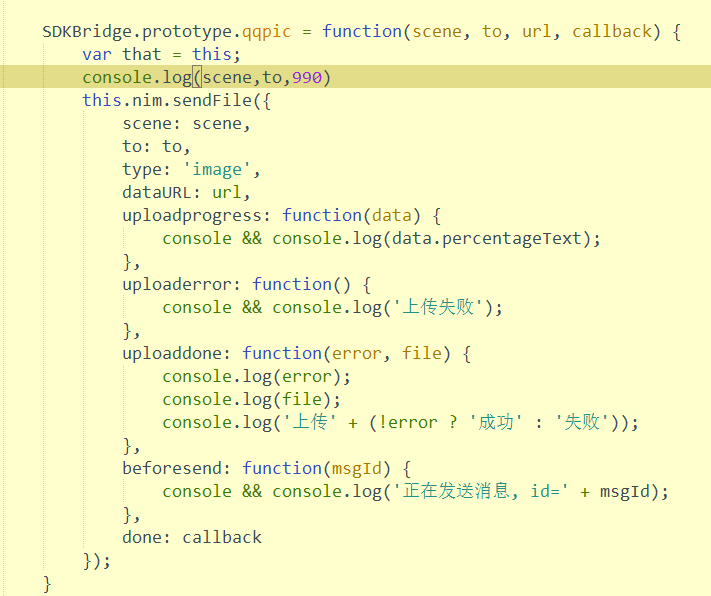 SDKBridge.prototype.qqpic = function(scene, to, url, callback) {
    var that = this;
    console.log(scene,to,990)
    this.nim.sendFile({
        scene: scene,
        to: to,
        type: 'image',
        dataURL: url,
        uploadprogress: function(data) {
            console && console.log(data.percentageText);
        },
        uploaderror: function() {
            console && console.log('上传失败');
        },
        uploaddone: function(error, file) {
            console.log(error);
            console.log(file);
            console.log('上传' + (!error ? '成功' : '失败'));
        },
        beforesend: function(msgId) {
            console && console.log('正在发送消息, id=' + msgId);
        },
        done: callback
    });
}